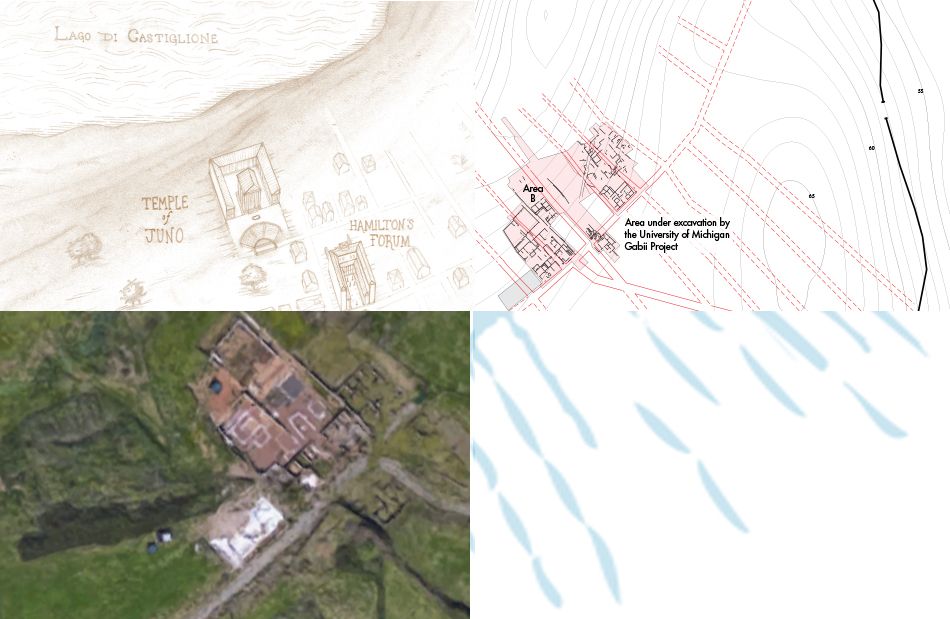 LAGO DI CASTIGLIONE
TEMPLE
of
JUNO
HAMILTON'S
FORUM
Area
B
Area under excavation by
the University of Michigan
Gabii Project
55
60
65